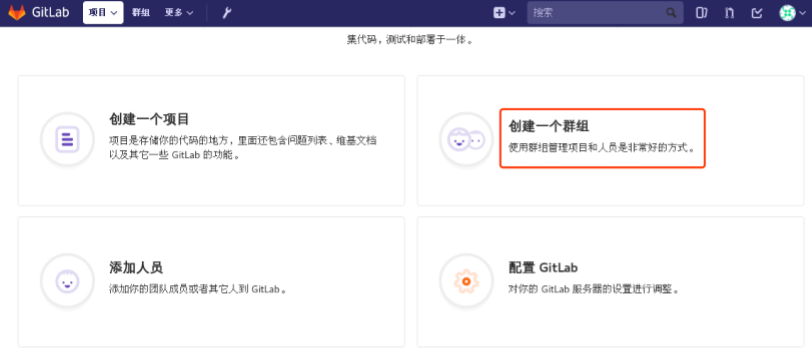 GitLab 项目 群组 更多 搜索
集代码，测试和部署于一体。
创建一个项目
项目是存储你的代码的地方，里面还包含问题列表、维基文档
以及其它一些 GitLab 的功能。
创建一个群组
使用群组管理项目和人员是非常好的方式。
添加人员
添加你的团队成员或者其它人到 GitLab。
配置 GitLab
对你的 GitLab 服务器的设置进行调整。